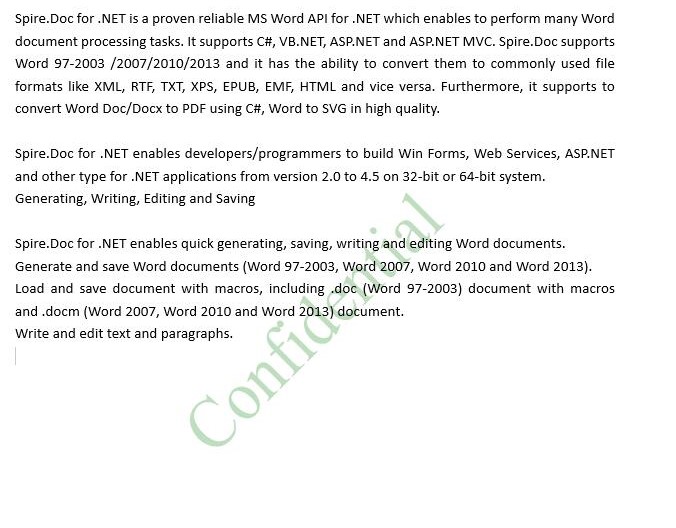 Spire.Doc for .NET is a proven reliable MS Word API for .NET which enables to perform many Word
document processing tasks. It supports C#, VB.NET, ASP.NET and ASP.NET MVC. Spire.Doc supports
Word 97-2003 /2007/2010/2013 and it has the ability to convert them to commonly used file
formats like XML, RTF, TXT, XPS, EPUB, EMF, HTML and vice versa. Furthermore, it supports to
convert Word Doc/Docx to PDF using C#, Word to SVG in high quality.
Spire.Doc for .NET enables developers/programmers to build Win Forms, Web Services, ASP.NET
and other type for .NET applications from version 2.0 to 4.5 on 32-bit or 64-bit system.
Generating, Writing, Editing and Saving
Spire.Doc for .NET enables quick generating, saving, writing and editing Word documents.
Generate and save Word documents (Word 97-2003, Word 2007, Word 2010 and Word 2013).
Load and save document with macros, including .doc (Word 97-2003) document with macros
and .docm (Word 2007, Word 2010 and Word 2013) document.
Write and edit text and paragraphs.
Confidential